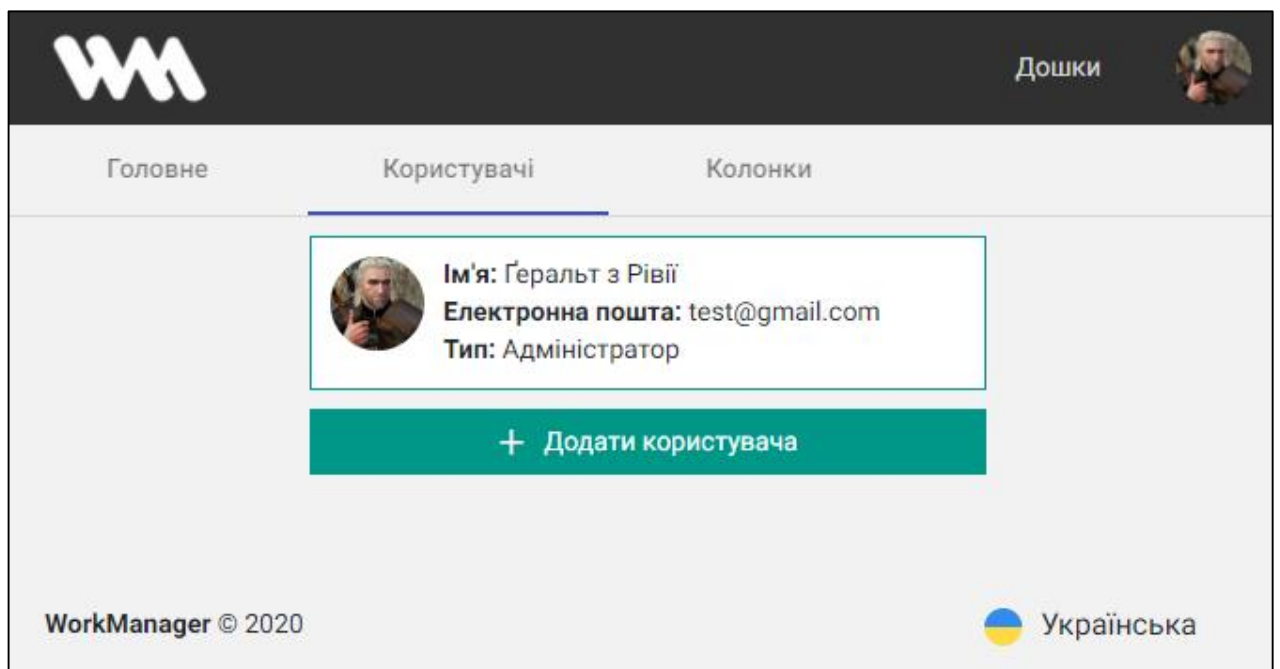 WM
Дошки
Головне Користувачі Колонки
Ім'я: Ґеральт з Рівії
Електронна пошта: test@gmail.com
Тип: Адміністратор
+ Додати користувача
WorkManager © 2020
Українська